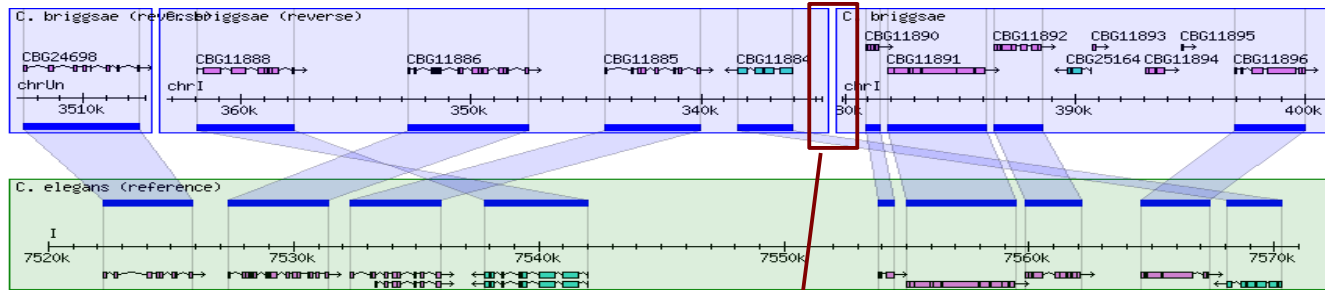 C. briggsae (reverse)
C. briggsae (reverse)
C. briggsae
CBG24698
CBG11888
CBG11886
CBG11885
CBG11884
CBG11890
CBG11892
CBG11893
CBG11895
CBG11891
CBG25164
CBG11894
CBG11896
chrUn
chrI
chrI
3510k
360k
350k
340k
80k
390k
400k
C. elegans (reference)
I
7520k
7530k
7540k
7550k
7560k
7570k